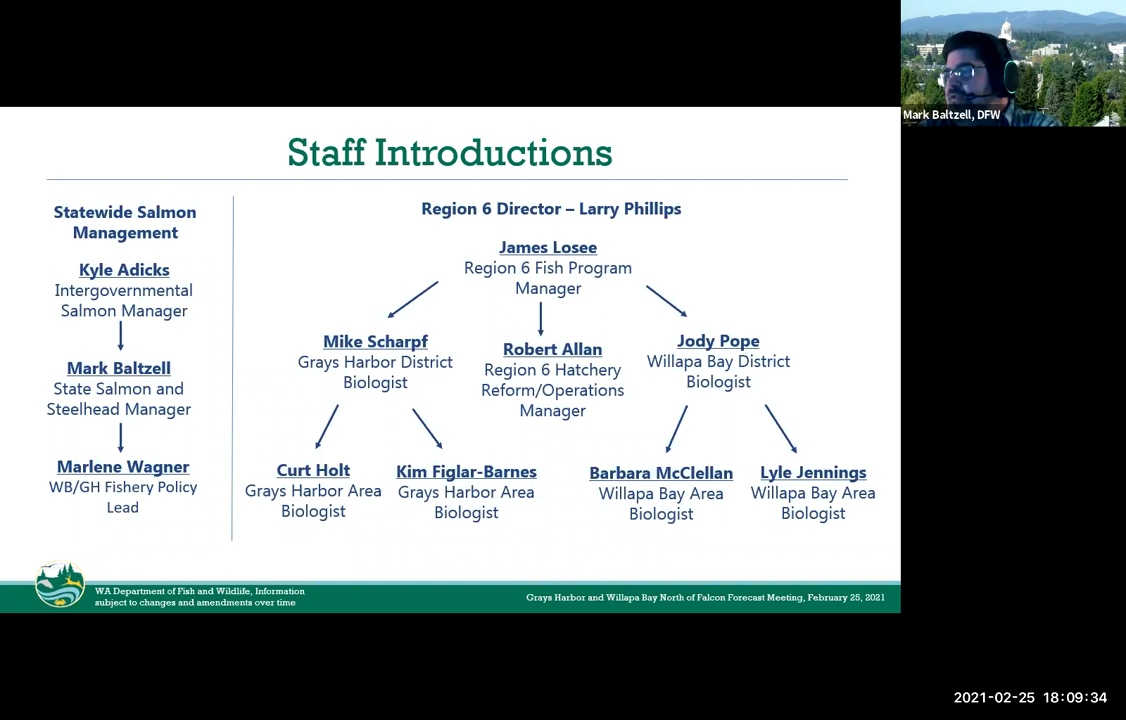 Mark Baltzell, DFW
Staff Introductions
Statewide Salmon
Management
Kyle Adicks
Intergovernmental
Salmon Manager
Mark Baltzell
State Salmon and
Steelhead Manager
Marlene Wagner
WB/GH Fishery Policy
Lead
Region 6 Director – Larry Phillips
James Losee
Region 6 Fish Program
Manager
Mike Scharpf
Grays Harbor District
Biologist
Robert Allan
Region 6 Hatchery
Reform/Operations
Manager
Jody Pope
Willapa Bay District
Biologist
Curt Holt
Grays Harbor Area
Biologist
Kim Figlar-Barnes
Grays Harbor Area
Biologist
Barbara McClellan
Willapa Bay Area
Biologist
Lyle Jennings
Willapa Bay Area
Biologist
WA Department of Fish and Wildlife, Information
subject to changes and amendments over time
Grays Harbor and Willapa Bay North of Falcon Forecast Meeting, February 25, 2021
2021-02-25 18:09:34